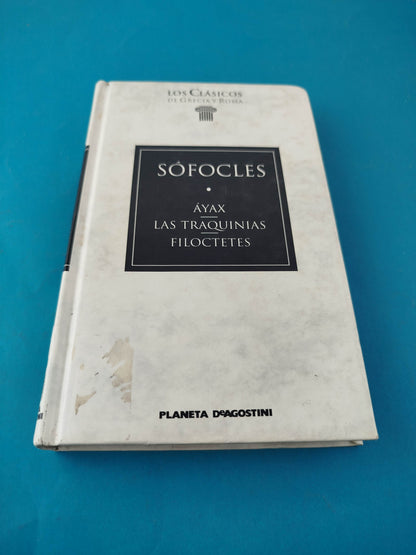 LOS CLÁSICOS
DE GRECIA Y ROMA
SÓFOCLES
ÁYAX
LAS TRAQUINIAS
FILOCTETES
PLANETA DeAGOSTINI